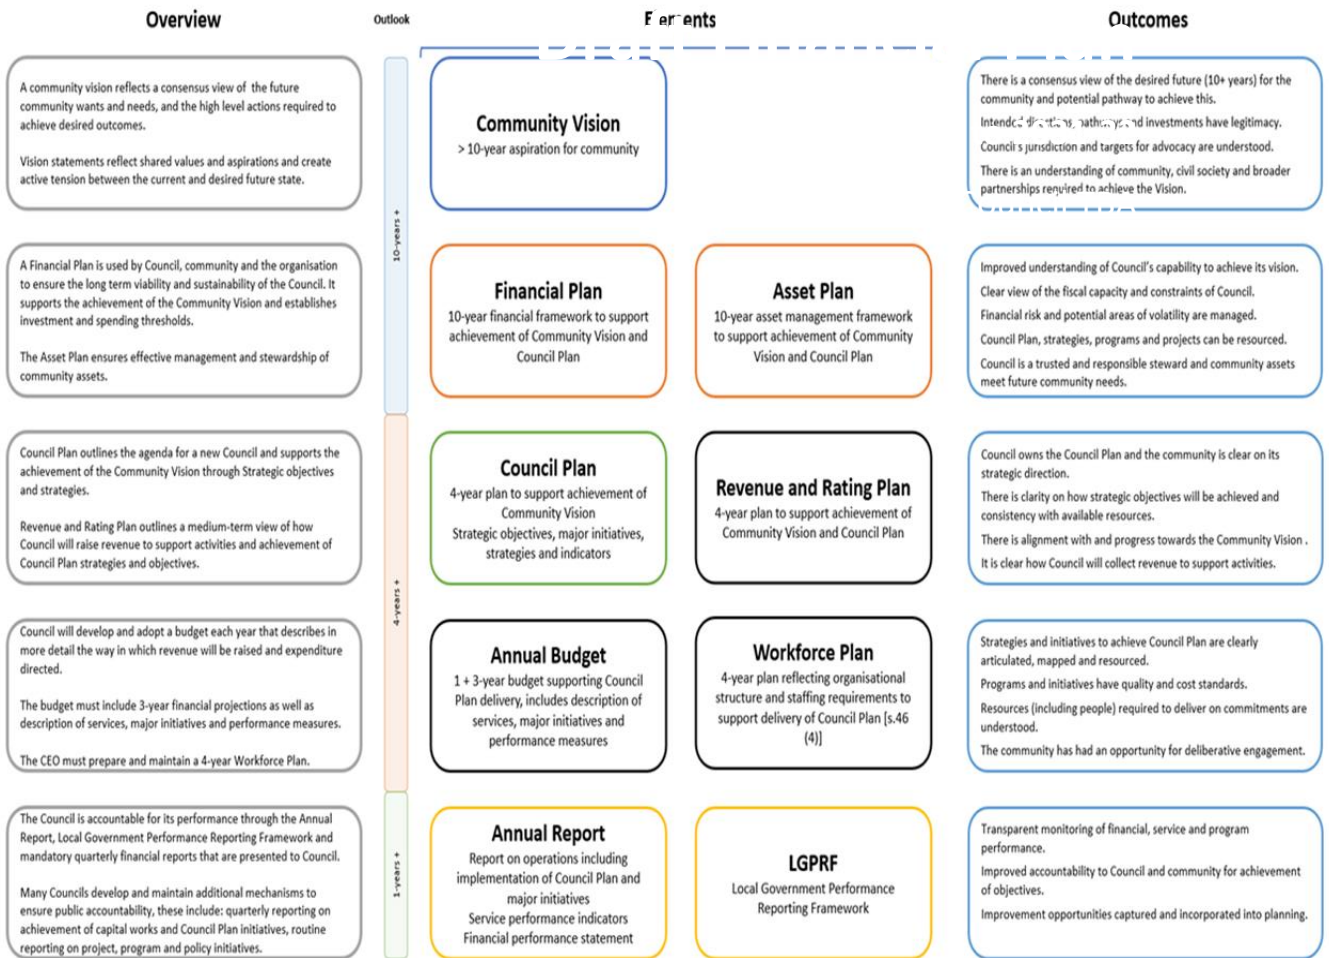 Overview
Outlook
Outcomes
A community vision reflects a consensus view of the future
community wants and needs, and the high level actions required to
achieve desired outcomes.
Vision statements reflect shared values and aspirations and create
active tension between the current and desired future state.
10-years +
Community Vision
> 10-year aspiration for community
There is a consensus view of the desired future (10+ years) for the
community and potential pathway to achieve this.
and investments have legitimacy.
Council's jurisdiction and targets for advocacy are understood.
There is an understanding of community, civil society and broader
partnerships required to achieve the Vision.
A Financial Plan is used by Council, community and the organisation
to ensure the long term viability and sustainability of the Council. It
supports the achievement of the Community Vision and establishes
investment and spending thresholds.
The Asset Plan ensures effective management and stewardship of
community assets.
Financial Plan
10-year financial framework to support
achievement of Community Vision and
Council Plan
Asset Plan
10-year asset management framework
to support achievement of Community
Vision and Council Plan
Improved understanding of Council's capability to achieve its vision.
Clear view of the fiscal capacity and constraints of Council.
Financial risk and potential areas of volatility are managed.
Council Plan, strategies, programs and projects can be resourced.
Council is a trusted and responsible steward and community assets
meet future community needs.
Council Plan outlines the agenda for a new Council and supports the
achievement of the Community Vision through Strategic objectives
and strategies.
Revenue and Rating Plan outlines a medium-term view of how
Council will raise revenue to support activities and achievement of
Council Plan strategies and objectives.
4-years +
Council Plan
4-year plan to support achievement of
Community Vision
Strategic objectives, major initiatives,
strategies and indicators
Revenue and Rating Plan
4-year plan to support achievement of
Community Vision and Council Plan
Council owns the Council Plan and the community is clear on its
strategic direction.
There is clarity on how strategic objectives will be achieved and
consistency with available resources.
There is alignment with and progress towards the Community Vision .
It is clear how Council will collect revenue to support activities.
Council will develop and adopt a budget each year that describes in
more detail the way in which revenue will be raised and expenditure
directed.
The budget must include 3-year financial projections as well as
description of services, major initiatives and performance measures.
The CEO must prepare and maintain a 4-year Workforce Plan.
Annual Budget
1 + 3-year budget supporting Council
Plan delivery, includes description of
services, major initiatives and
performance measures
Workforce Plan
4-year plan reflecting organisational
structure and staffing requirements to
support delivery of Council Plan [s.46
(4)]
Strategies and initiatives to achieve Council Plan are clearly
articulated, mapped and resourced.
Programs and initiatives have quality and cost standards.
Resources (including people) required to deliver on commitments are
understood.
The community has had an opportunity for deliberative engagement.
The Council is accountable for its performance through the Annual
Report, Local Government Performance Reporting Framework and
mandatory quarterly financial reports that are presented to Council.
Many Councils develop and maintain additional mechanisms to
ensure public accountability, these include: quarterly reporting on
achievement of capital works and Council Plan initiatives, routine
reporting on project, program and policy initiatives.
1-years +
Annual Report
Report on operations including
implementation of Council Plan and
major initiatives
Service performance indicators
Financial performance statement
LGPRF
Local Government Performance
Reporting Framework
Transparent monitoring of financial, service and program
performance.
Improved accountability to Council and community for achievement
of objectives.
Improvement opportunities captured and incorporated into planning.